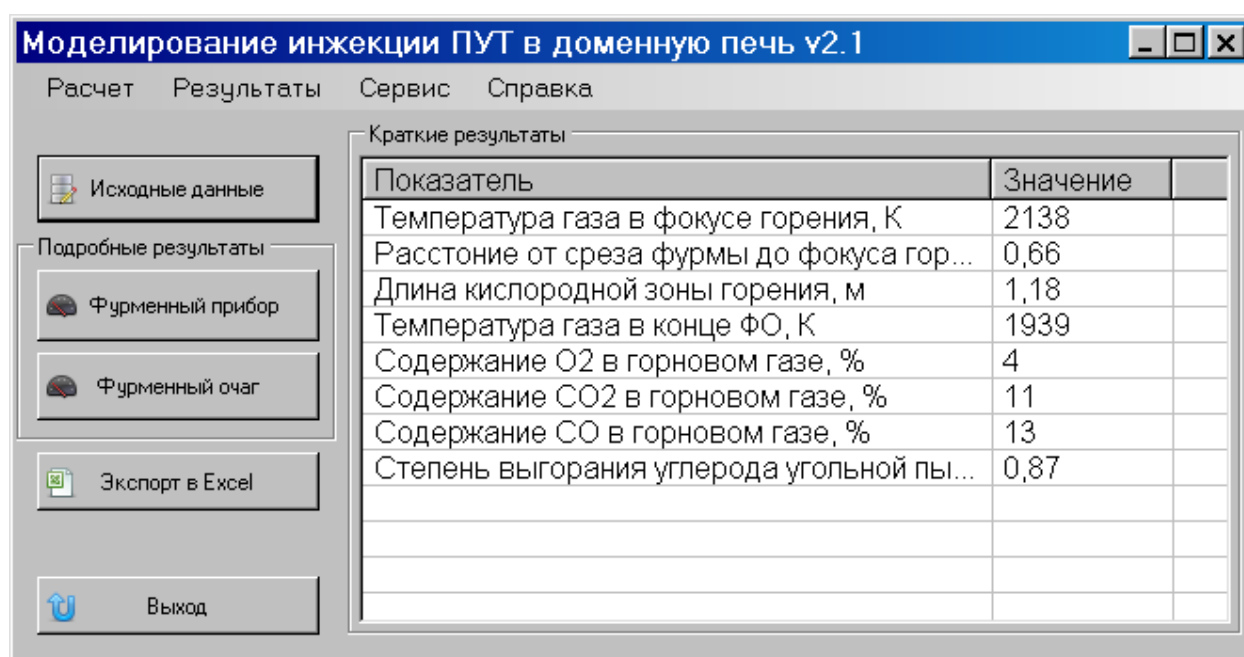 Моделирование инжекции ПУТ в доменную печь v2.1
Расчет Результаты Сервис Справка
Исходные данные
Подробные результаты
Фурменный прибор
Фурменный очаг
Экспорт в Excel
Выход
Краткие результаты
Показатель Значение
Температура газа в фокусе горения, К 2138
Расстоние от среза фурмы до фокуса гор... 0,66
Длина кислородной зоны горения, м 1,18
Температура газа в конце ФО, К 1939
Содержание О2 в горновом газе, % 4
Содержание СО2 в горновом газе, % 11
Содержание СО в горновом газе, % 13
Степень выгорания углерода угольной пы... 0,87